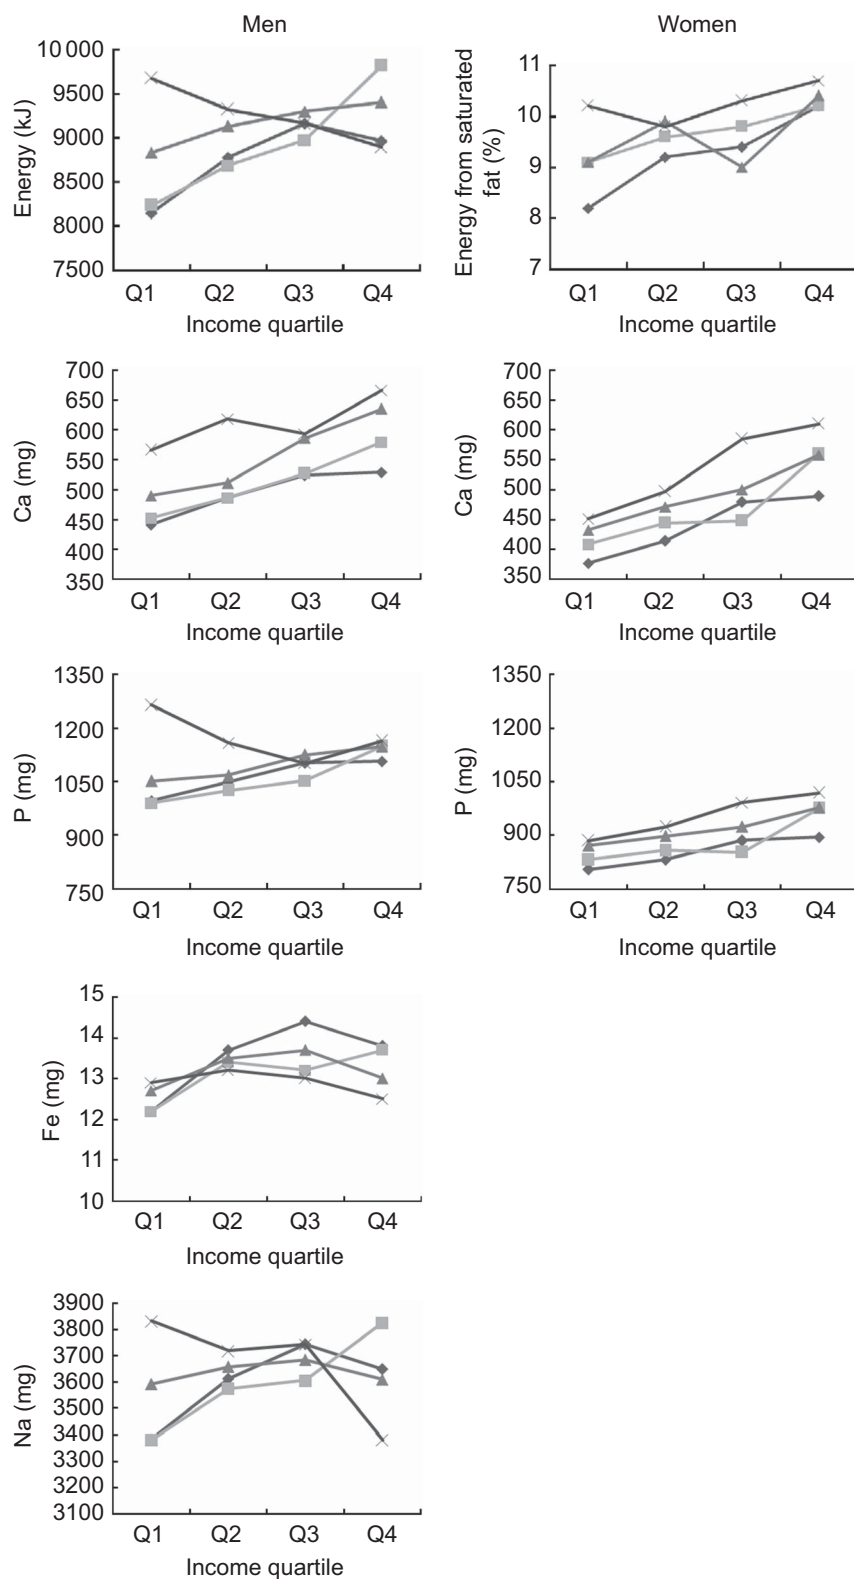 Men
Energy (kJ)
10 000
9500
9000
8500
8000
7500
Q1 Q2 Q3 Q4
Income quartile
Women
Energy from saturated
fat (%)
11
10
9
8
7
Q1 Q2 Q3 Q4
Income quartile
Ca (mg)
700
650
600
550
500
450
400
350
Q1 Q2 Q3 Q4
Income quartile
Ca (mg)
700
650
600
550
500
450
400
350
Q1 Q2 Q3 Q4
Income quartile
P (mg)
1350
1200
1050
900
750
Q1 Q2 Q3 Q4
Income quartile
P (mg)
1350
1200
1050
900
750
Q1 Q2 Q3 Q4
Income quartile
Fe (mg)
15
14
13
12
11
10
Q1 Q2 Q3 Q4
Income quartile
Na (mg)
3900
3800
3700
3600
3500
3400
3300
3200
3100
Q1 Q2 Q3 Q4
Income quartile